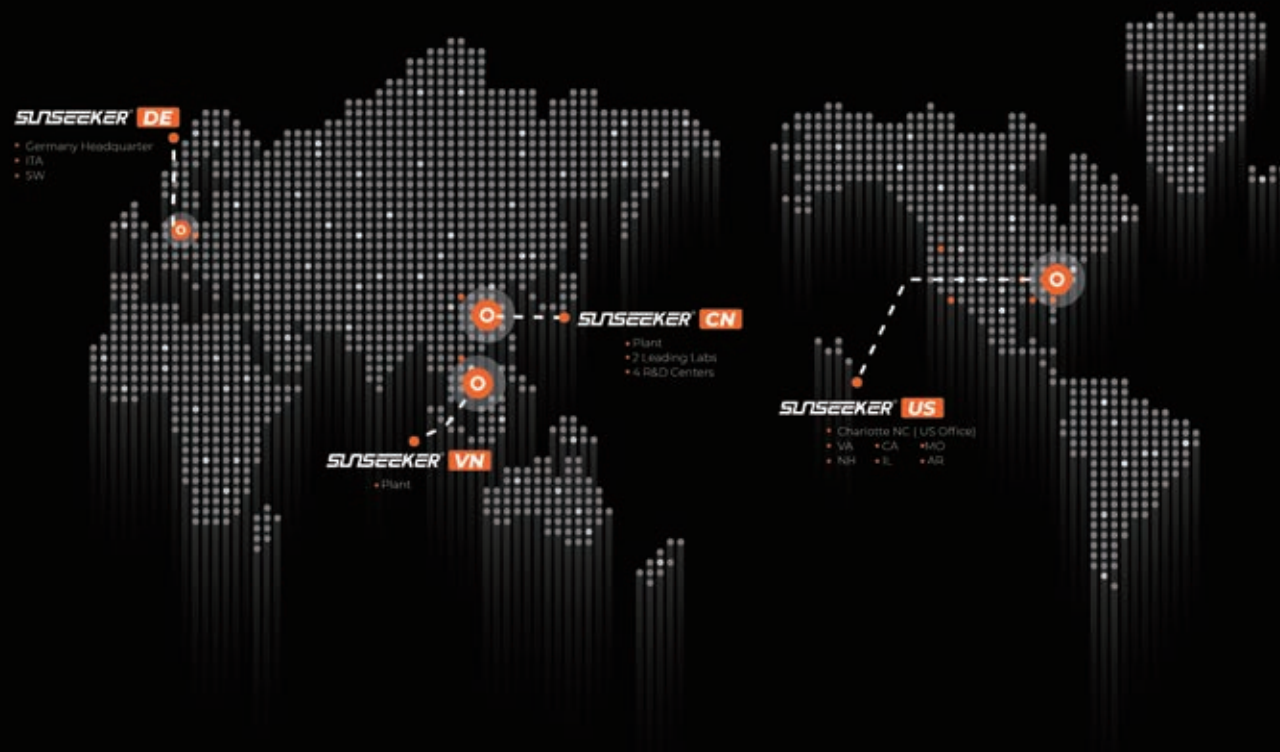 SUNSEEKER DE
Germany Headquarter
ITA
SW
SUNSEEKER CN
Plant
2 Leading Labs
4 R&D Centers
SUNSEEKER VN
Plant
SUNSEEKER US
Charlotte NC ( US Office)
VA CA MO
NH IL AR